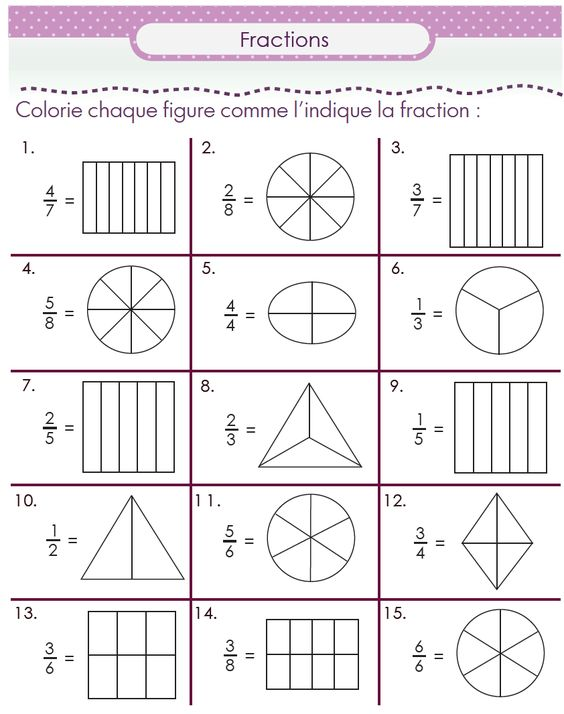 Fractions
Colorie chaque figure comme l'indique la fraction :
1. 4/7 =
2. 2/8 =
3. 3/7 =
4. 5/8 =
5. 4/4 =
6. 1/3 =
7. 2/5 =
8. 2/3 =
9. 1/5 =
10. 1/2 =
11. 5/6 =
12. 3/4 =
13. 3/6 =
14. 3/8 =
15. 6/6 =